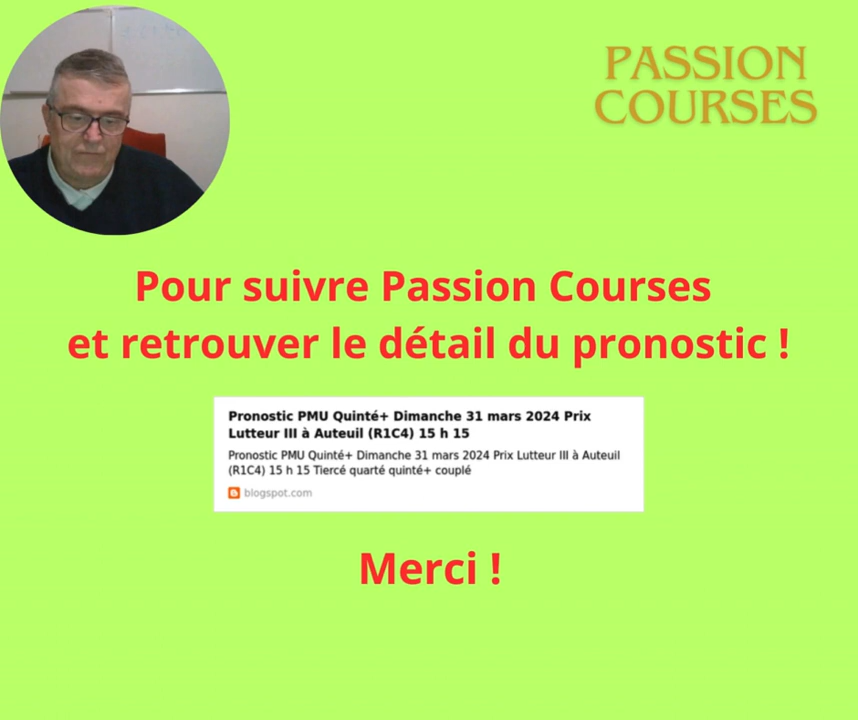 PASSION
COURSES
Pour suivre Passion Courses
et retrouver le détail du pronostic !
Pronostic PMU Quinté+ Dimanche 31 mars 2024 Prix
Lutteur III à Auteuil (R1C4) 15 h 15
Pronostic PMU Quinté+ Dimanche 31 mars 2024 Prix Lutteur III à Auteuil
(R1C4) 15 h 15 Tiercé quarté quinté+ couplé
blogspot.com
Merci !